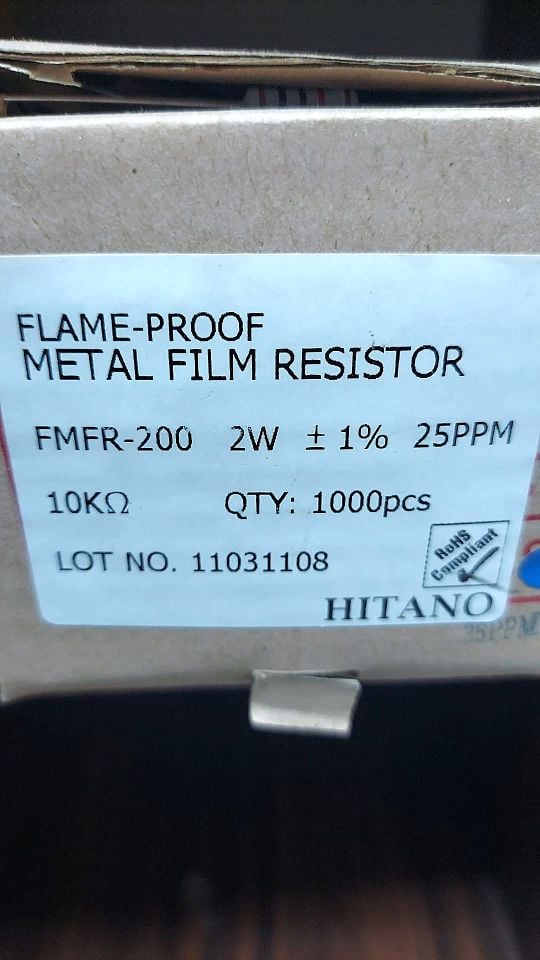 FLAME-PROOF
METAL FILM RESISTOR
FMFR-200 2W ± 1% 25PPM
10KΩ QTY: 1000pcs
RoHS
Compliant
LOT NO. 11031108
HITANO
25PPM